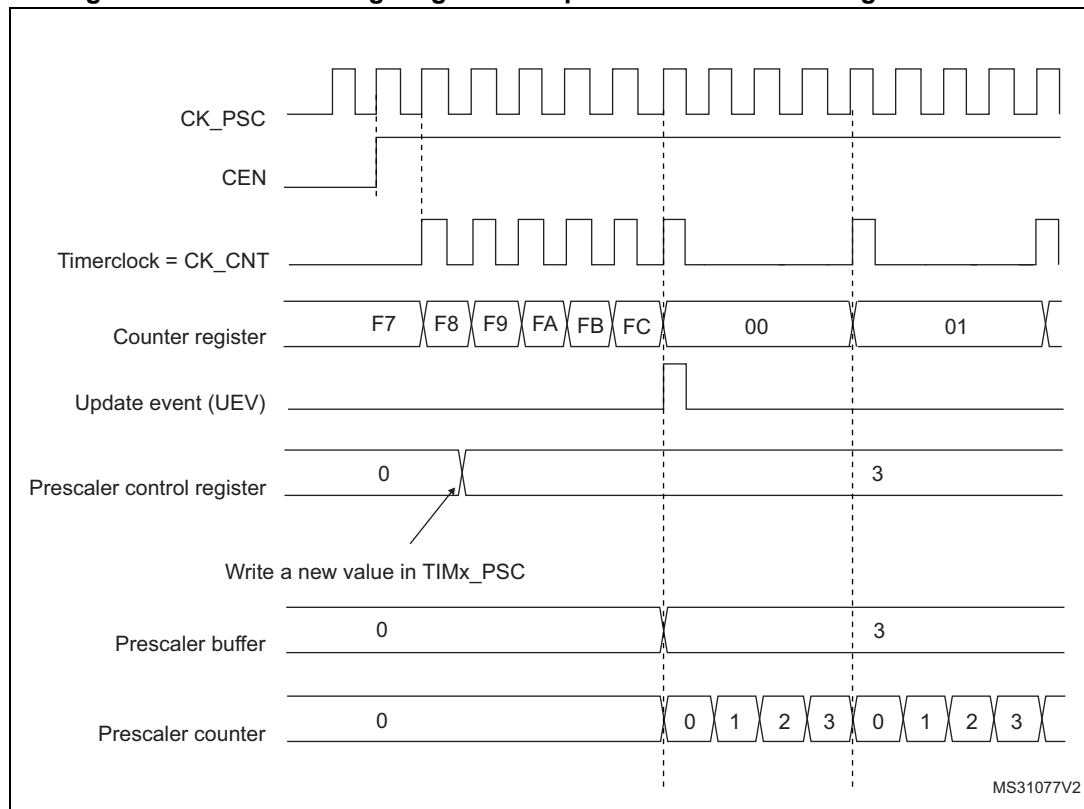 CK_PSC
CEN
Timerclock = CK_CNT
Counter register F7 F8 F9 FA FB FC 00 01
Update event (UEV)
Prescaler control register 0 3
Write a new value in TIMx_PSC
Prescaler buffer 0 3
Prescaler counter 0 0 1 2 3 0 1 2 3
MS31077V2